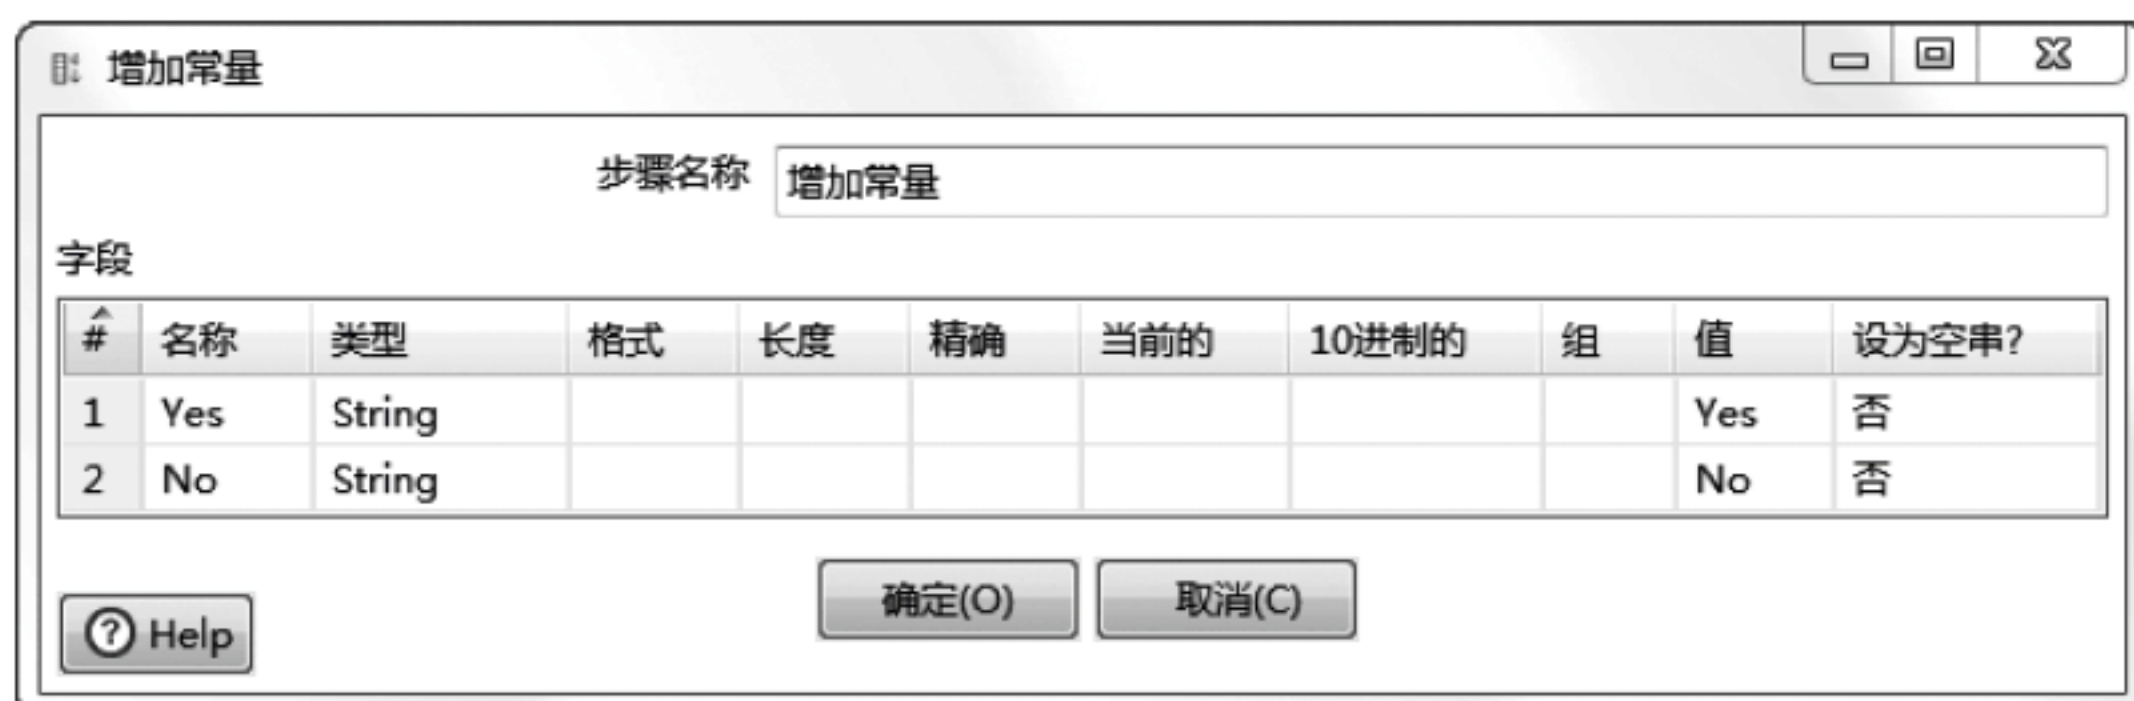 增加常量
步骤名称 增加常量
字段
# 名称 类型 格式 长度 精确 当前的 10进制的 组 值 设为空串?
1 Yes String Yes 否
2 No String No 否
确定(O) 取消(C)
Help